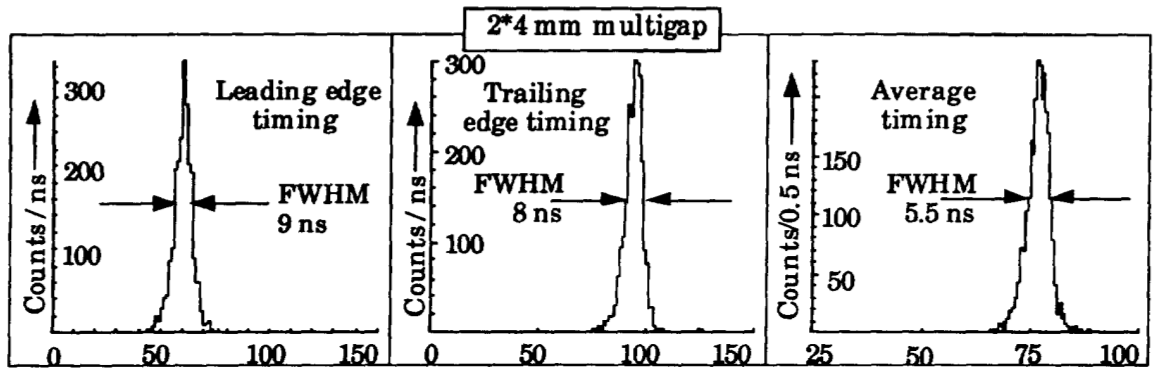 2*4 mm multigap
Counts / ns
300
200
100
Leading edge
timing
FWHM
9 ns
0 50 100 150
Counts / ns
300
200
100
Trailing
edge timing
FWHM
8 ns
0 50 100 150
Counts/0.5 ns
150
100
50
Average
timing
FWHM
5.5 ns
25 50 75 100